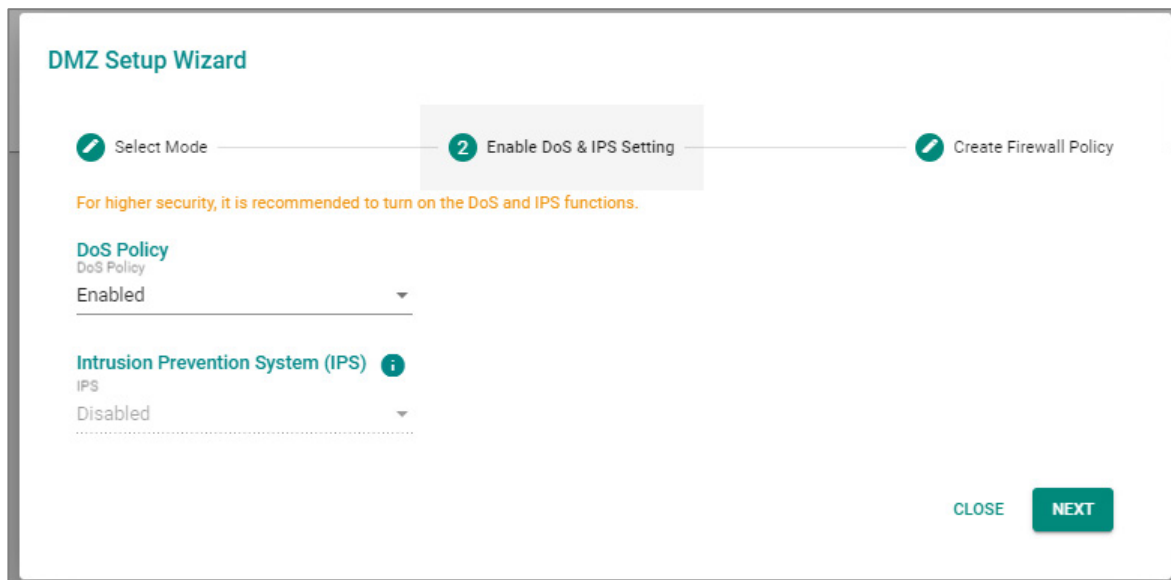 DMZ Setup Wizard
Select Mode
2 Enable DoS & IPS Setting
Create Firewall Policy
For higher security, it is recommended to turn on the DoS and IPS functions.
DoS Policy
DoS Policy
Enabled
Intrusion Prevention System (IPS) i
IPS
Disabled
CLOSE NEXT